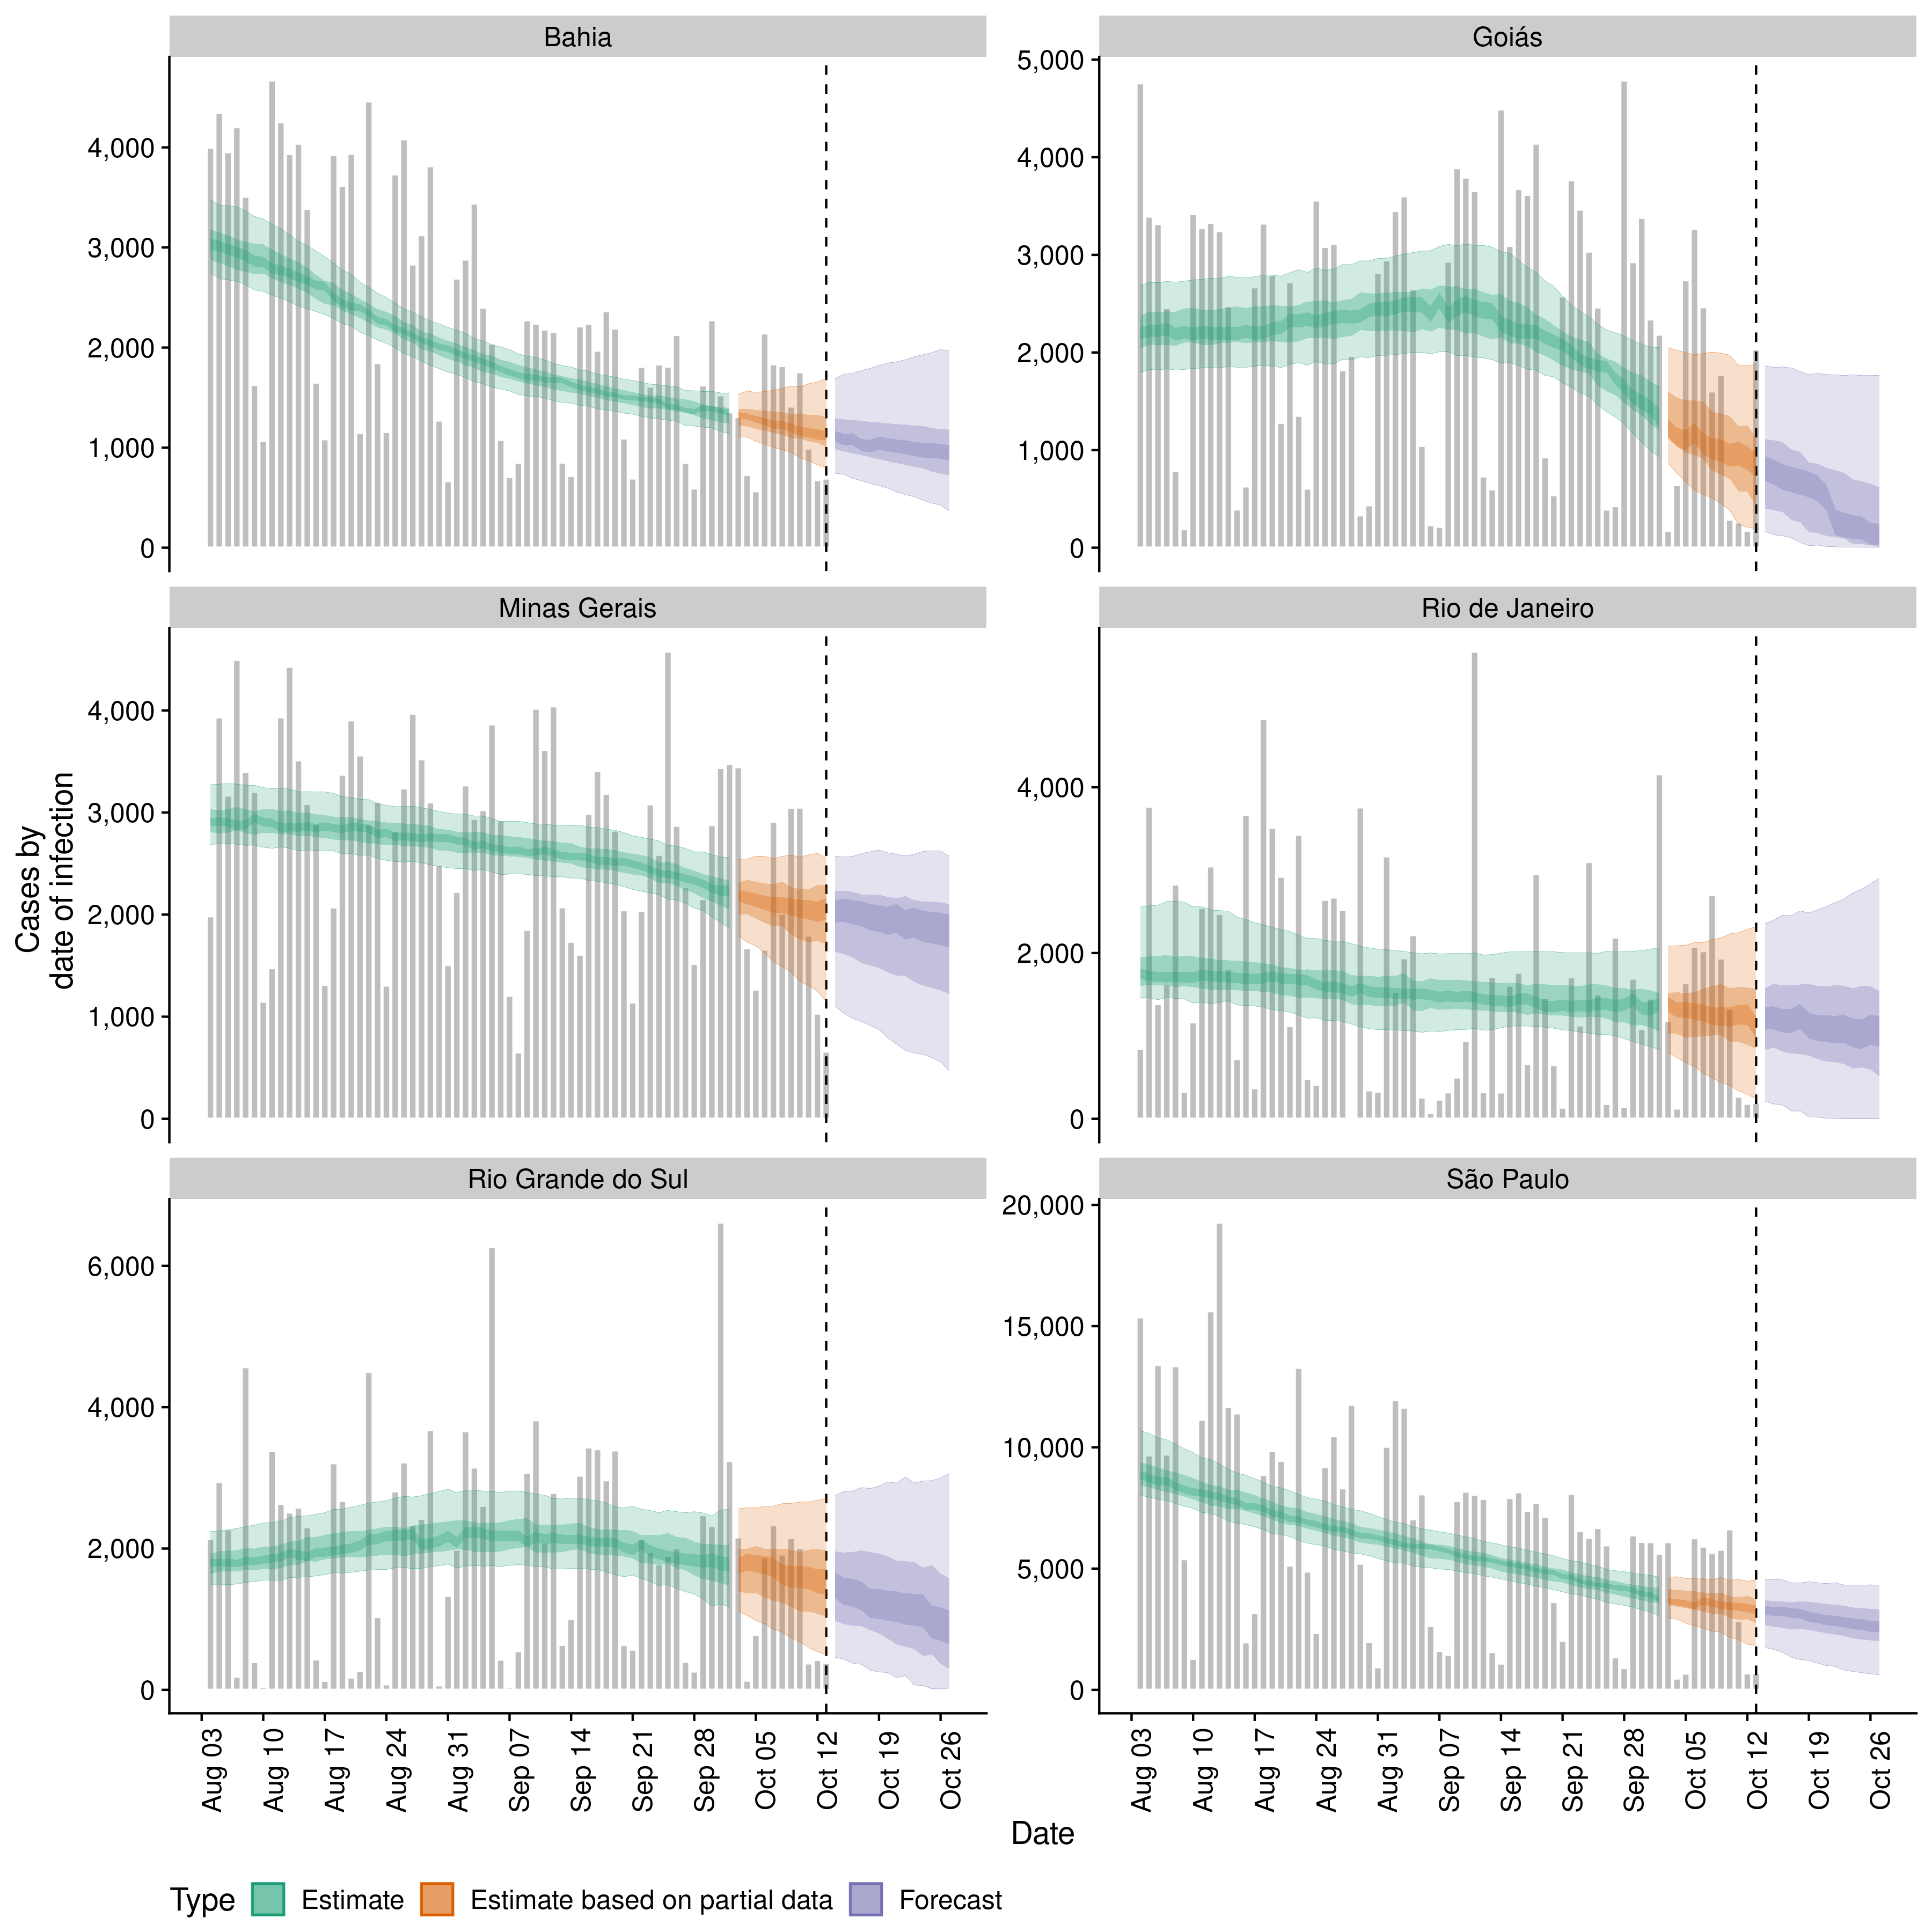 Bahia
Goiás
4,000
3,000
2,000
1,000
0
5,000
4,000
3,000
2,000
1,000
0
Minas Gerais
Rio de Janeiro
4,000
3,000
2,000
1,000
0
4,000
2,000
0
Cases by
date of infection
Rio Grande do Sul
São Paulo
6,000
4,000
2,000
0
20,000
15,000
10,000
5,000
0
Aug 03
Aug 10
Aug 17
Aug 24
Aug 31
Sep 07
Sep 14
Sep 21
Sep 28
Oct 05
Oct 12
Oct 19
Oct 26
Aug 03
Aug 10
Aug 17
Aug 24
Aug 31
Sep 07
Sep 14
Sep 21
Sep 28
Oct 05
Oct 12
Oct 19
Oct 26
Date
Type Estimate Estimate based on partial data Forecast